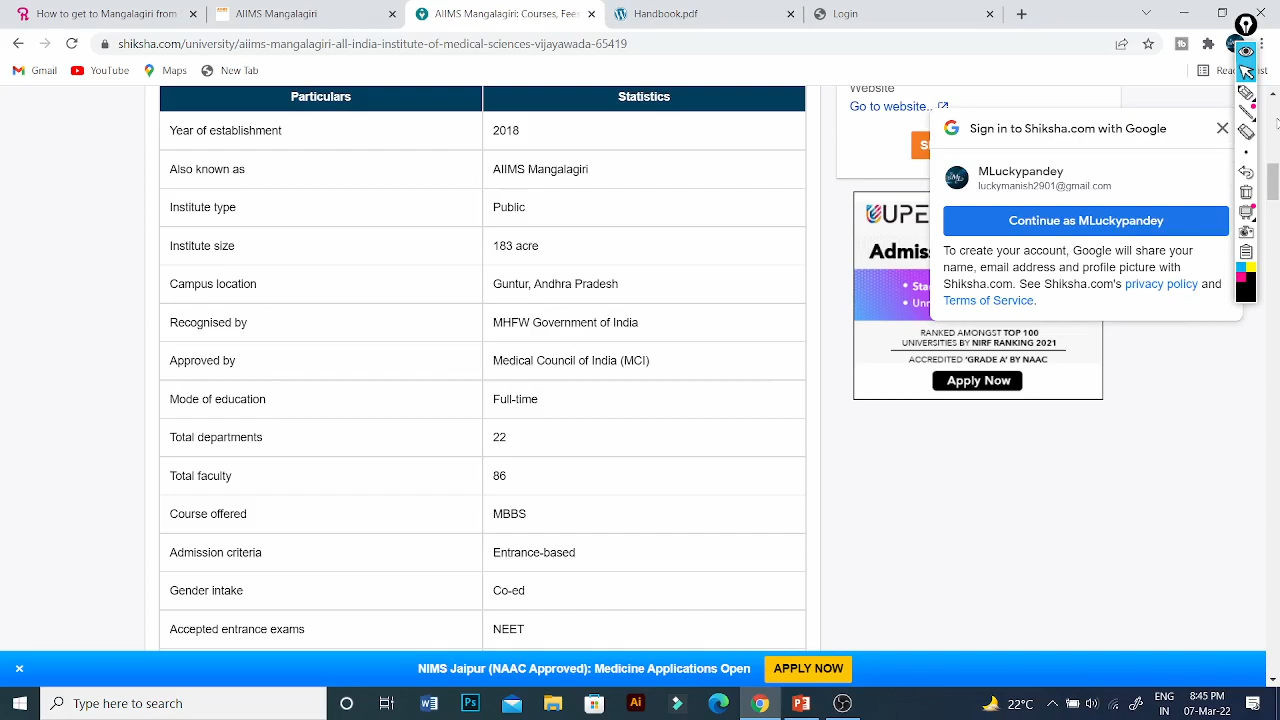 How to get to Mangalagiri from
AIIMS Mangalagiri
AIIMS Mangalagiri: Courses, Fees
Handbook.pdf
Login
shiksha.com/university/aiims-mangalagiri-all-india-institute-of-medical-sciences-vijayawada-65419
Gmail
YouTube
Maps
New Tab
Particulars Statistics
Year of establishment 2018
Also known as AIIMS Mangalagiri
Institute type Public
Institute size 183 acre
Campus location Guntur, Andhra Pradesh
Recognised by MHFW Government of India
Approved by Medical Council of India (MCI)
Mode of education Full-time
Total departments 22
Total faculty 86
Course offered MBBS
Admission criteria Entrance-based
Gender intake Co-ed
Accepted entrance exams NEET
Website
Go to website..
Sign in to Shiksha.com with Google
MLuckypandey
luckymanish2901@gmail.com
Continue as MLuckypandey
To create your account, Google will share your
name, email address and profile picture with
Shiksha.com. See Shiksha.com's privacy policy and
Terms of Service.
UPE
Admis
• Sta
• Un
RANKED AMONGST TOP 100
UNIVERSITIES BY NIRF RANKING 2021
ACCREDITED 'GRADE A' BY NAAC
Apply Now
NIMS Jaipur (NAAC Approved): Medicine Applications Open APPLY NOW
Type here to search
22°C
ENG
IN
8:45 PM
07-Mar-22